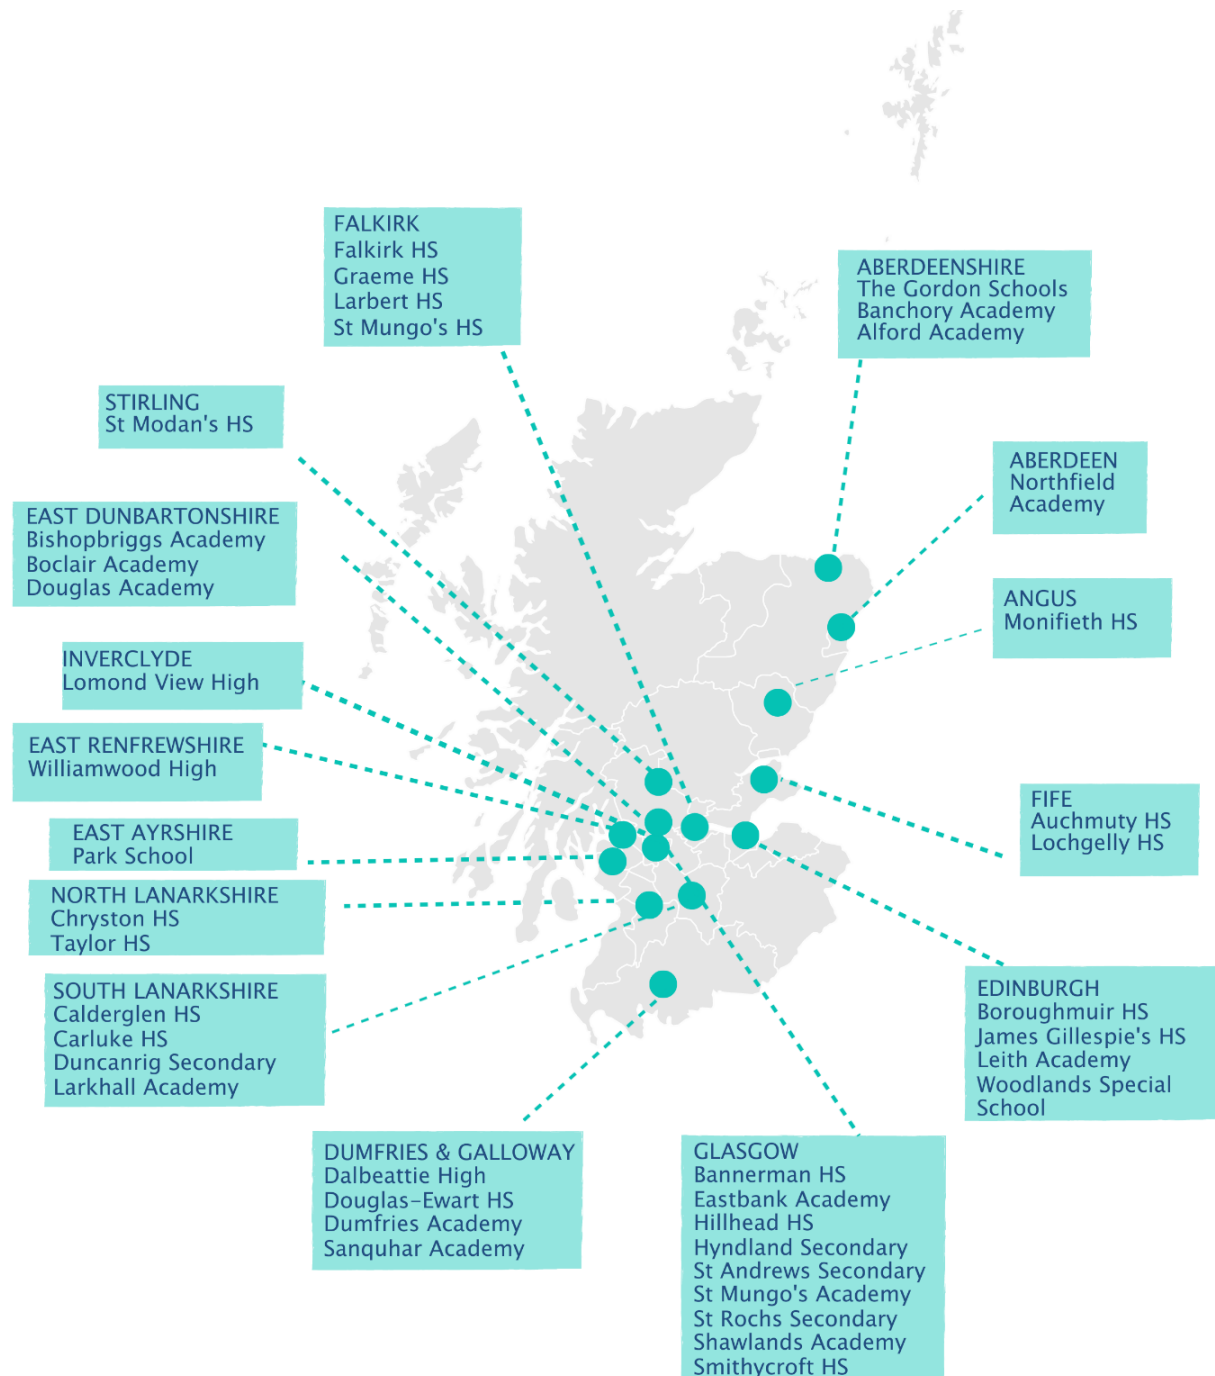 FALKIRK
Falkirk HS
Graeme HS
Larbert HS
St Mungo's HS
ABERDEENSHIRE
The Gordon Schools
Banchory Academy
Alford Academy
STIRLING
St Modan's HS
ABERDEEN
Northfield
Academy
EAST DUNBARTONSHIRE
Bishopbriggs Academy
Boclair Academy
Douglas Academy
ANGUS
Monifieth HS
INVERCLYDE
Lomond View High
EAST RENFREWSHIRE
Williamwood High
FIFE
Auchmuty HS
Lochgelly HS
EAST AYRSHIRE
Park School
NORTH LANARKSHIRE
Chryston HS
Taylor HS
SOUTH LANARKSHIRE
Calderglen HS
Carluke HS
Duncanrig Secondary
Larkhall Academy
EDINBURGH
Boroughmuir HS
James Gillespie's HS
Leith Academy
Woodlands Special
School
DUMFRIES & GALLOWAY
Dalbeattie High
Douglas-Ewart HS
Dumfries Academy
Sanquhar Academy
GLASGOW
Bannerman HS
Eastbank Academy
Hillhead HS
Hyndland Secondary
St Andrews Secondary
St Mungo's Academy
St Rochs Secondary
Shawlands Academy
Smithycroft HS